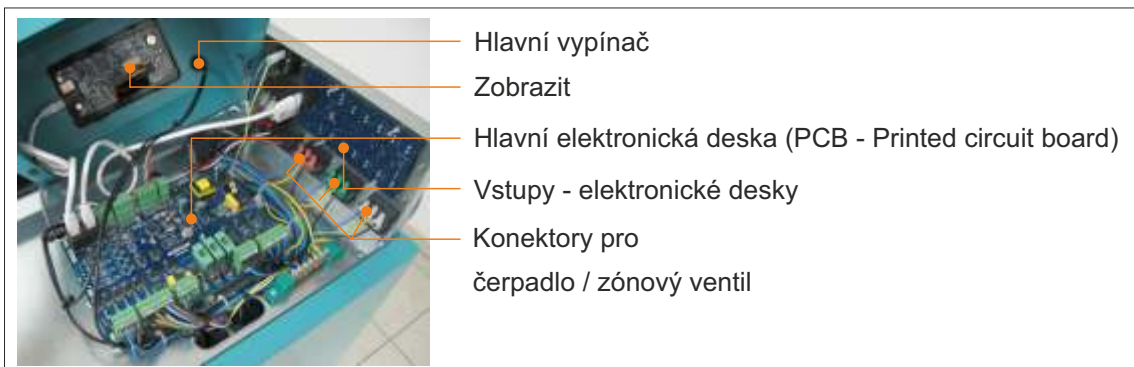 Hlavní vypínač
Zobrazit
Hlavní elektronická deska (PCB - Printed circuit board)
Vstupy - elektronické desky
Konektory pro
čerpadlo / zónový ventil